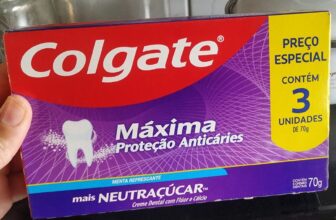 Colgate®
PREÇO
ESPECIAL
CONTÉM
3
UNIDADES
DE 70g
Máxima
Proteção Anticáries
MENTA REFRESCANTE
mais NEUTRAÇÚCAR™
Creme Dental com Flúor e Cálcio
70g